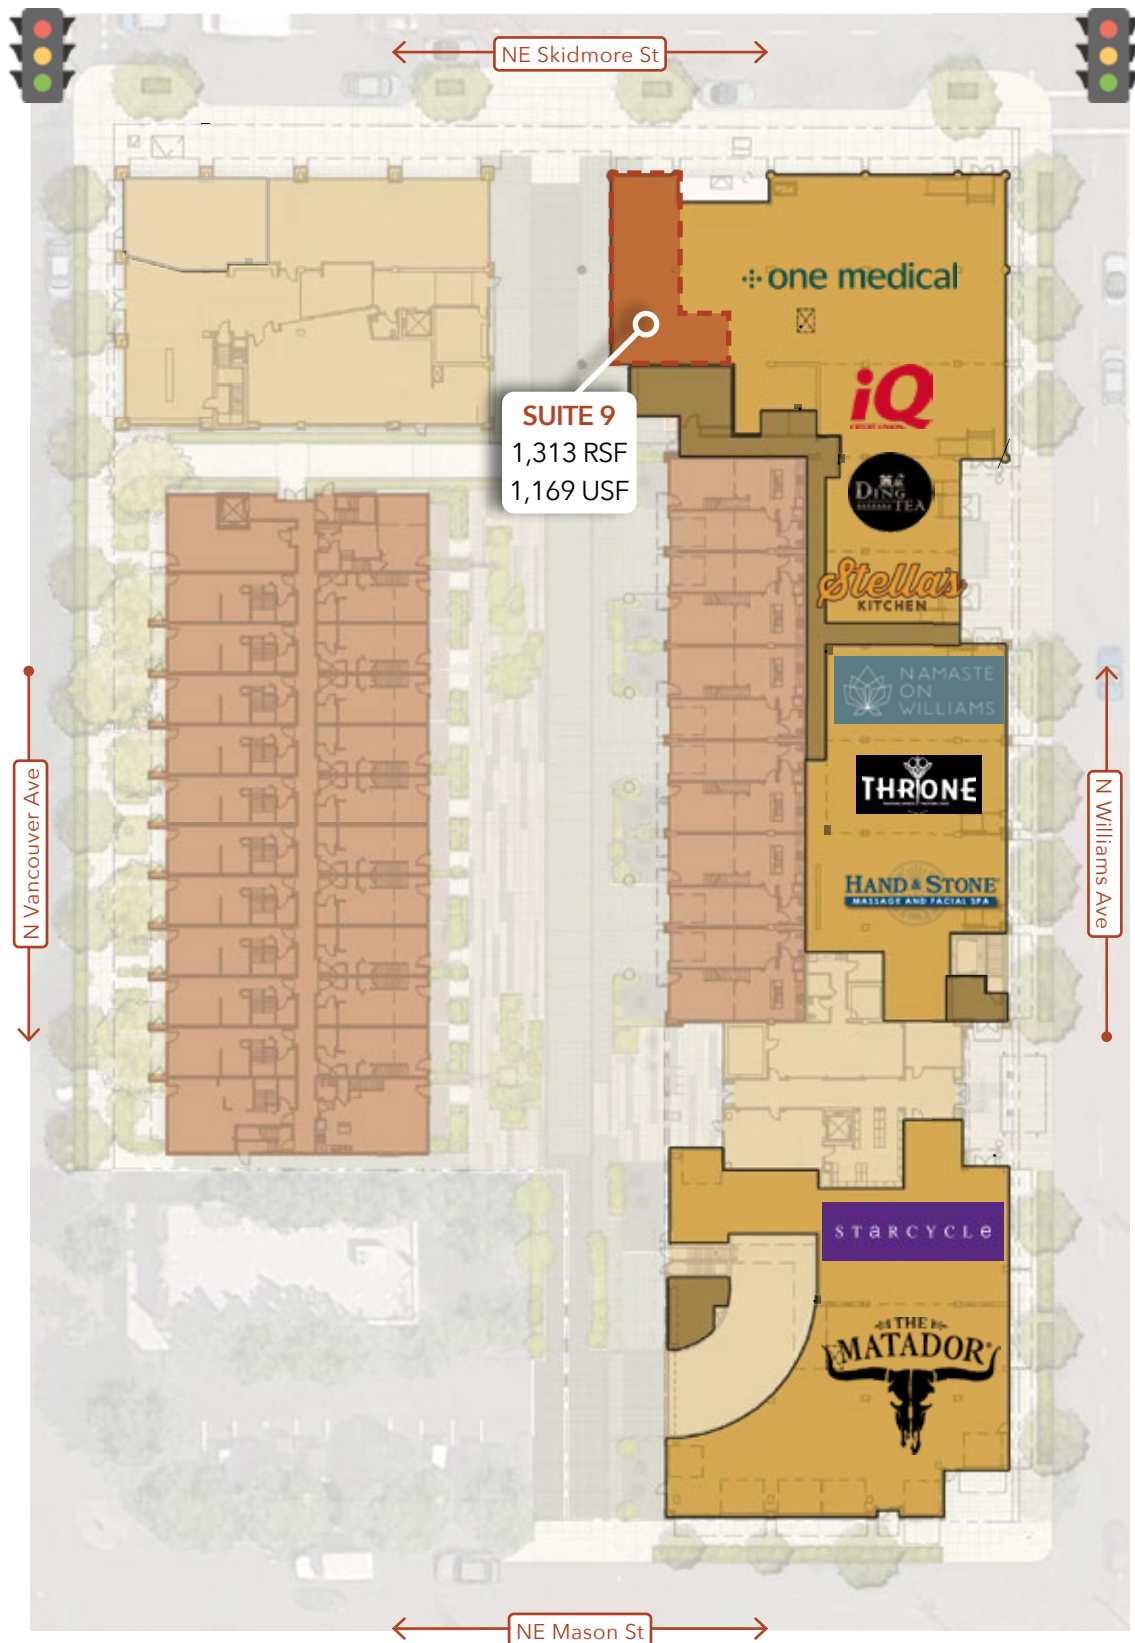 NE Skidmore St
one medical
iQ
SUITE 9
1,313 RSF
1,169 USF
DING
TEA
Stella's
KITCHEN
NAMASTE
ON
WILLIAMS
THRONE
HAND & STONE
MASSAGE AND FACIAL SPA
N Vancouver Ave
N Williams Ave
STARCYCLe
THE
MATADOR
NE Mason St